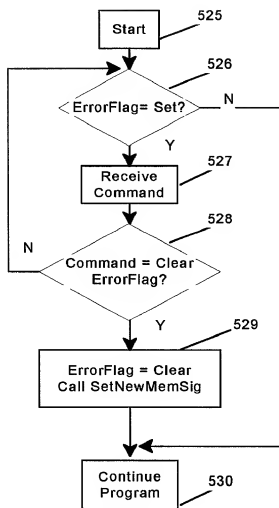 525
Start
526
ErrorFlag= Set?
N
Y
527
Receive
Command
528
N
Command = Clear
ErrorFlag?
Y
529
ErrorFlag = Clear
Call SetNewMemSig
Continue
Program
530